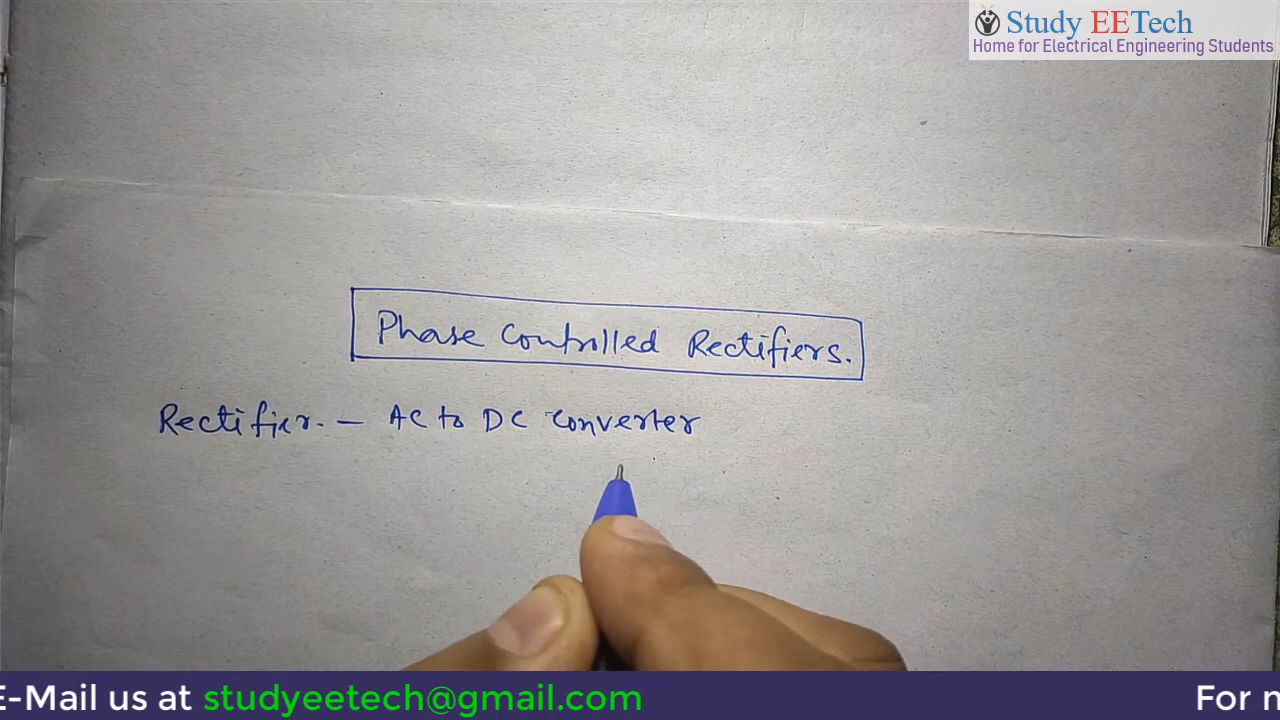 Study EETech
Home for Electrical Engineering Students
Phase Controlled Rectifiers.
Rectifier. — AC to DC Converter
E-Mail us at studyeetech@gmail.com
For